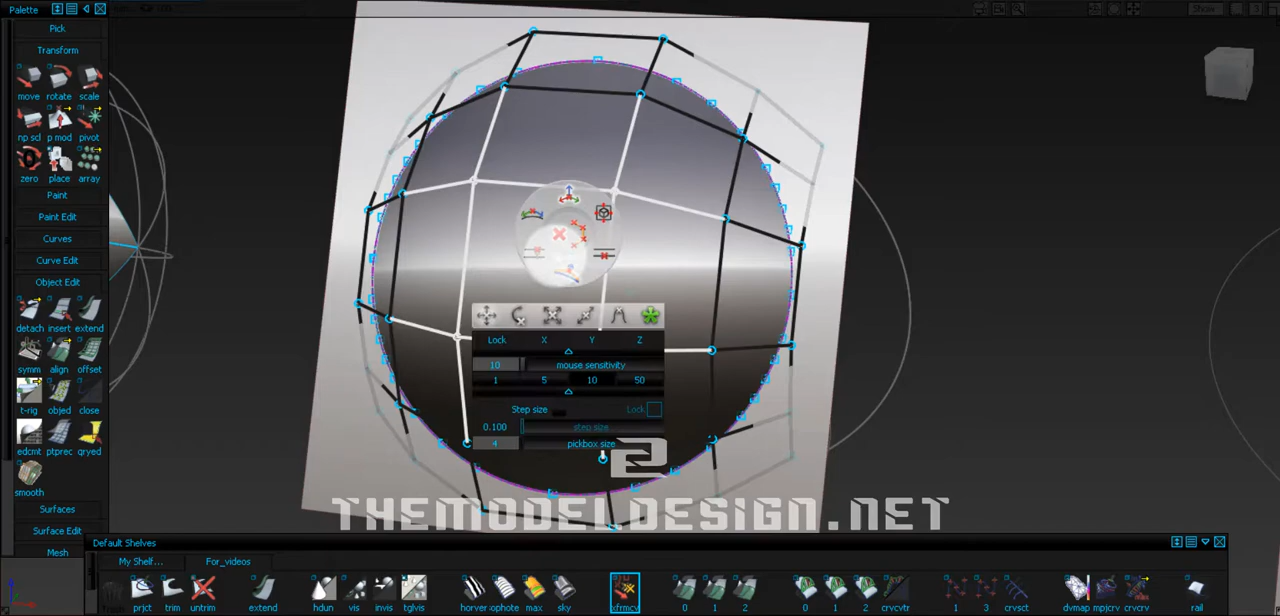 Palette
Show
3
Pick
Transform
move rotate scale
np scl p mod pivot
zero place array
Paint
Paint Edit
Curves
Curve Edit
Object Edit
detach insert extend
symm align offset
t-rig objed close
edcmt ptprec qryed
smooth
Surfaces
Surface Edit
Mesh
Lock X Y Z
10 mouse sensitivity
1 5 10 50
Step size Lock
0.100 step size
4 pickbox size
2
THEMODELDESIGN.NET
Default Shelves
My Shelf... For_videos
prjct trim untrim extend hdun vis invis tglvis horver isophote max sky xfrmcv 0 1 2 0 1 2 crvcvtr 1 3 crvsct dvmap mpjcrv crvcrv rail